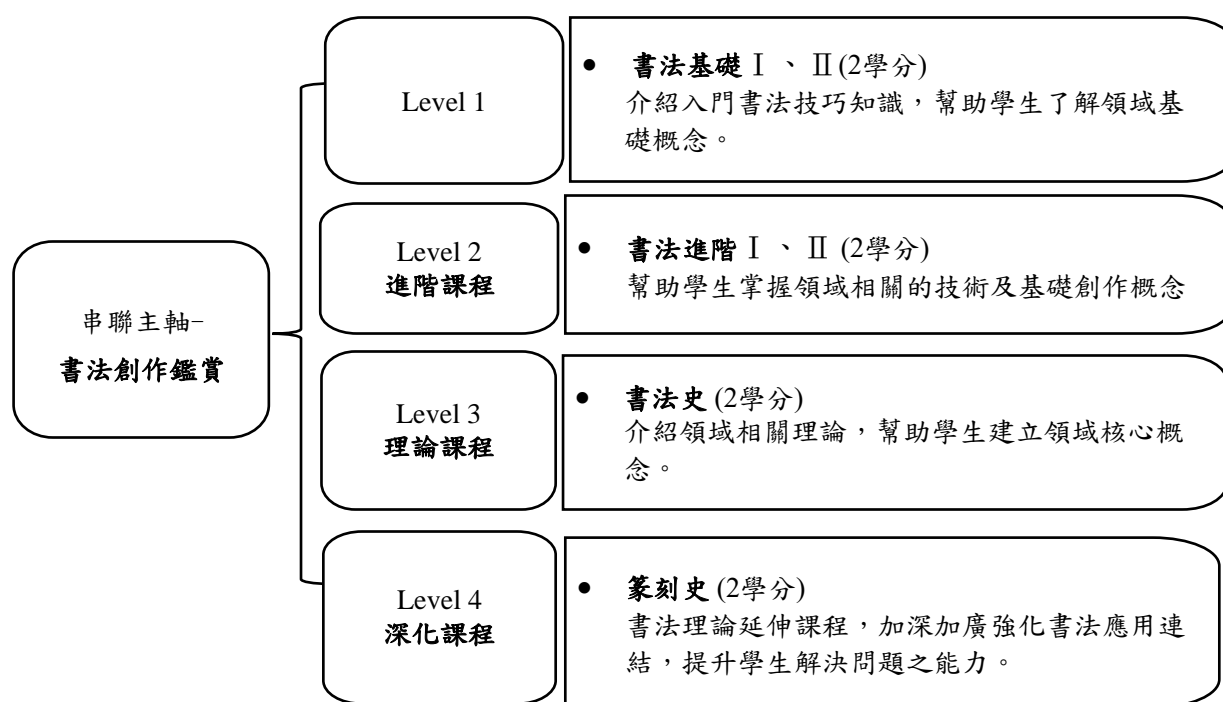 串聯主軸-
書法創作鑑賞
Level 1
• 書法基礎Ⅰ、Ⅱ(2學分)
介紹入門書法技巧知識，幫助學生了解領域基
礎概念。
Level 2
進階課程
• 書法進階Ⅰ、Ⅱ (2學分)
幫助學生掌握領域相關的技術及基礎創作概念
Level 3
理論課程
• 書法史 (2學分)
介紹領域相關理論，幫助學生建立領域核心概
念。
Level 4
深化課程
• 篆刻史 (2學分)
書法理論延伸課程，加深加廣強化書法應用連
結，提升學生解決問題之能力。